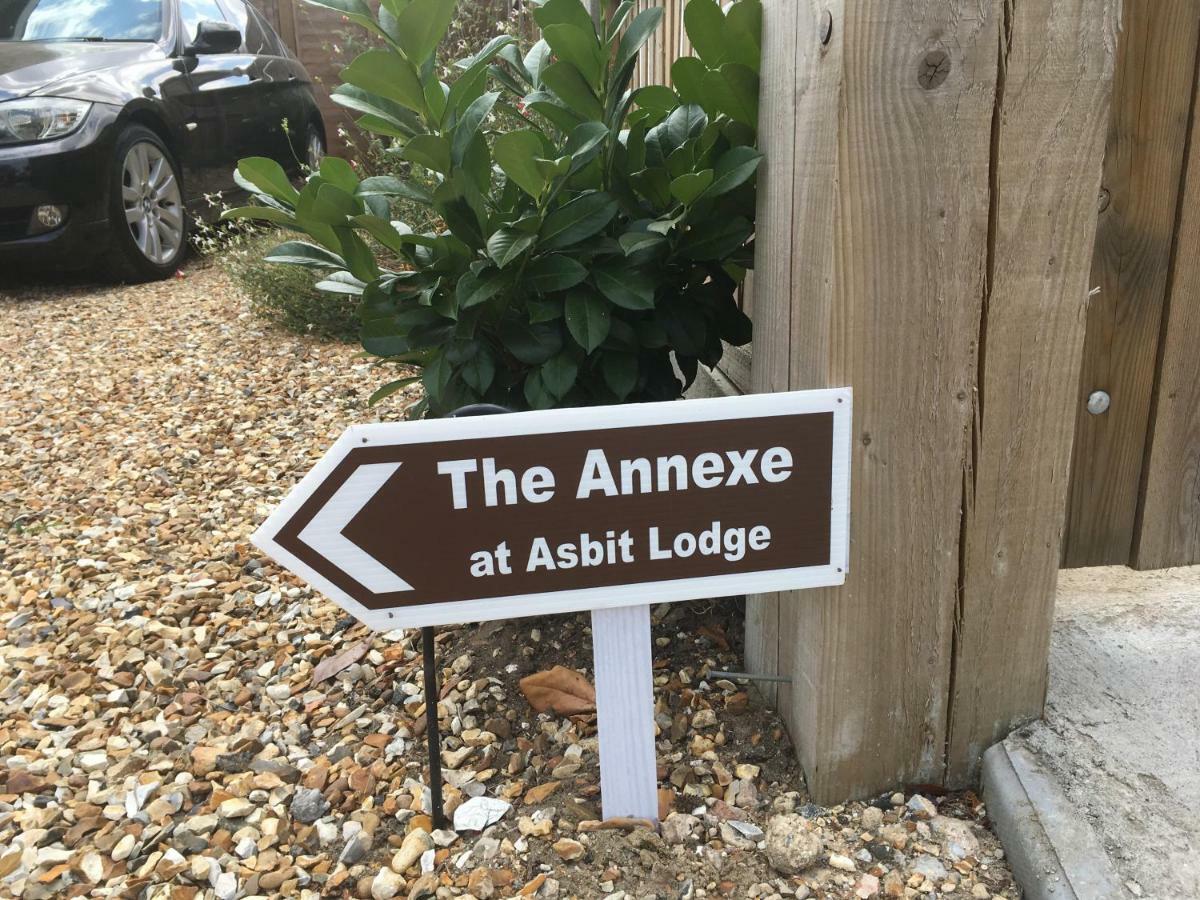 The Annexe
at Asbit Lodge